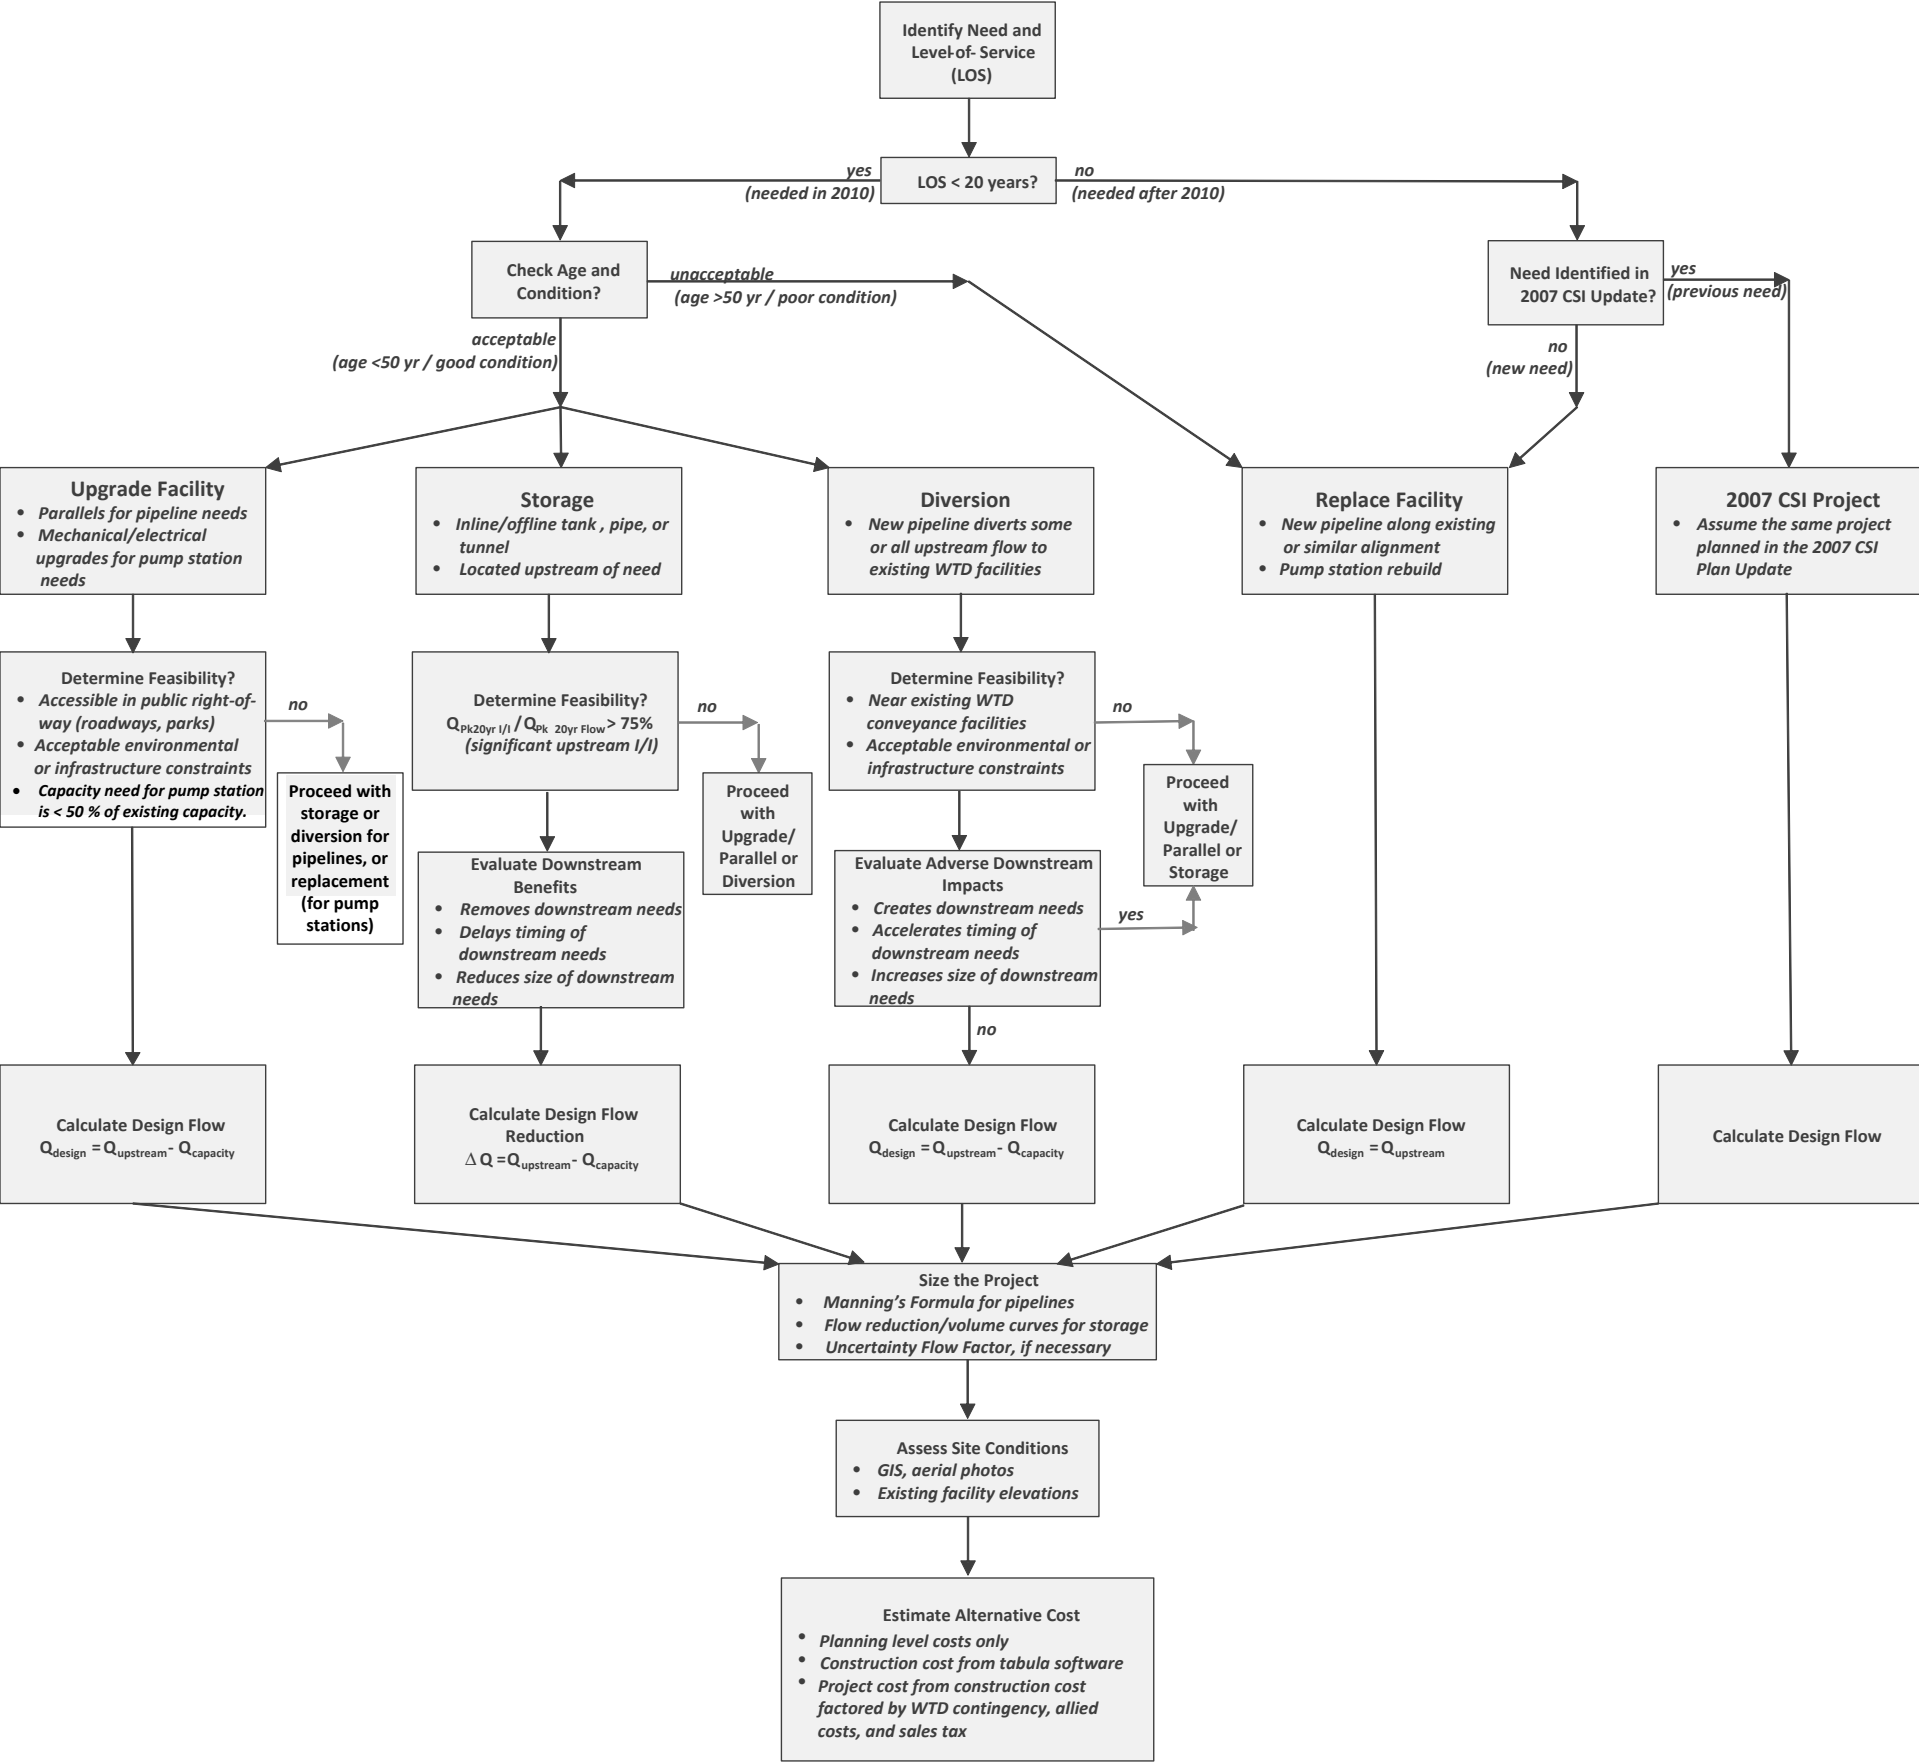 Identify Need and
Level-of- Service
(LOS)
yes
(needed in 2010)
LOS < 20 years?
no
(needed after 2010)
Check Age and
Condition?
unacceptable
(age >50 yr / poor condition)
Need Identified in
2007 CSI Update?
yes
(previous need)
acceptable
(age <50 yr / good condition)
no
(new need)
Upgrade Facility
• Parallels for pipeline needs
• Mechanical/electrical
upgrades for pump station
needs
Storage
• Inline/offline tank , pipe, or
tunnel
• Located upstream of need
Diversion
• New pipeline diverts some
or all upstream flow to
existing WTD facilities
Replace Facility
• New pipeline along existing
or similar alignment
• Pump station rebuild
2007 CSI Project
• Assume the same project
planned in the 2007 CSI
Plan Update
Determine Feasibility?
• Accessible in public right-of-
way (roadways, parks)
• Acceptable environmental
or infrastructure constraints
• Capacity need for pump station
is < 50 % of existing capacity.
no
Proceed with
storage or
diversion for
pipelines, or
replacement
(for pump
stations)
Determine Feasibility?
QPk20yr I/I / QPk 20yr Flow > 75%
(significant upstream I/I)
no
Proceed
with
Upgrade/
Parallel or
Diversion
Determine Feasibility?
• Near existing WTD
conveyance facilities
• Acceptable environmental or
infrastructure constraints
no
Proceed
with
Upgrade/
Parallel or
Storage
Evaluate Downstream
Benefits
• Removes downstream needs
• Delays timing of
downstream needs
• Reduces size of downstream
needs
Evaluate Adverse Downstream
Impacts
• Creates downstream needs
• Accelerates timing of
downstream needs
• Increases size of downstream
needs
yes
no
Calculate Design Flow
Qdesign = Qupstream - Qcapacity
Calculate Design Flow
Reduction
Δ Q = Qupstream - Qcapacity
Calculate Design Flow
Qdesign = Qupstream - Qcapacity
Calculate Design Flow
Qdesign = Qupstream
Calculate Design Flow
Size the Project
• Manning’s Formula for pipelines
• Flow reduction/volume curves for storage
• Uncertainty Flow Factor, if necessary
Assess Site Conditions
• GIS, aerial photos
• Existing facility elevations
Estimate Alternative Cost
• Planning level costs only
• Construction cost from tabula software
• Project cost from construction cost
factored by WTD contingency, allied
costs, and sales tax